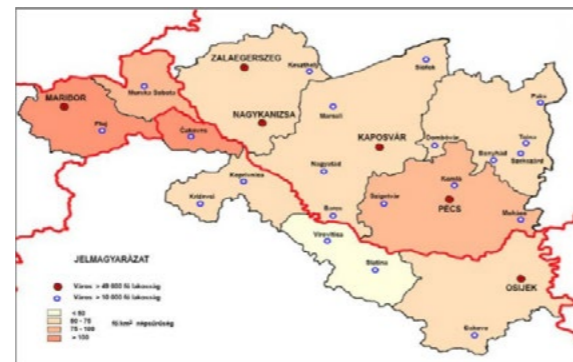 ZALAEGERSZEG
Keszthely
Siófok
Murska Sobota
MARIBOR
Ptuj
Čakovec
NAGYKANIZSA
Marcali
KAPOSVÁR
Paks
Dombóvár
Tolna
Bonyhád
Szekszárd
Nagyatád
Koprivnica
Križevci
Komló
Szigetvár
PÉCS
Mohács
Barcs
Virovitica
Slatina
OSIJEK
Đakovo
JELMAGYARÁZAT
Város > 40 000 fő lakosság
Város > 10 000 fő lakosság
< 50
50 - 75
75 - 100
> 100
fő/km² népsűrűség